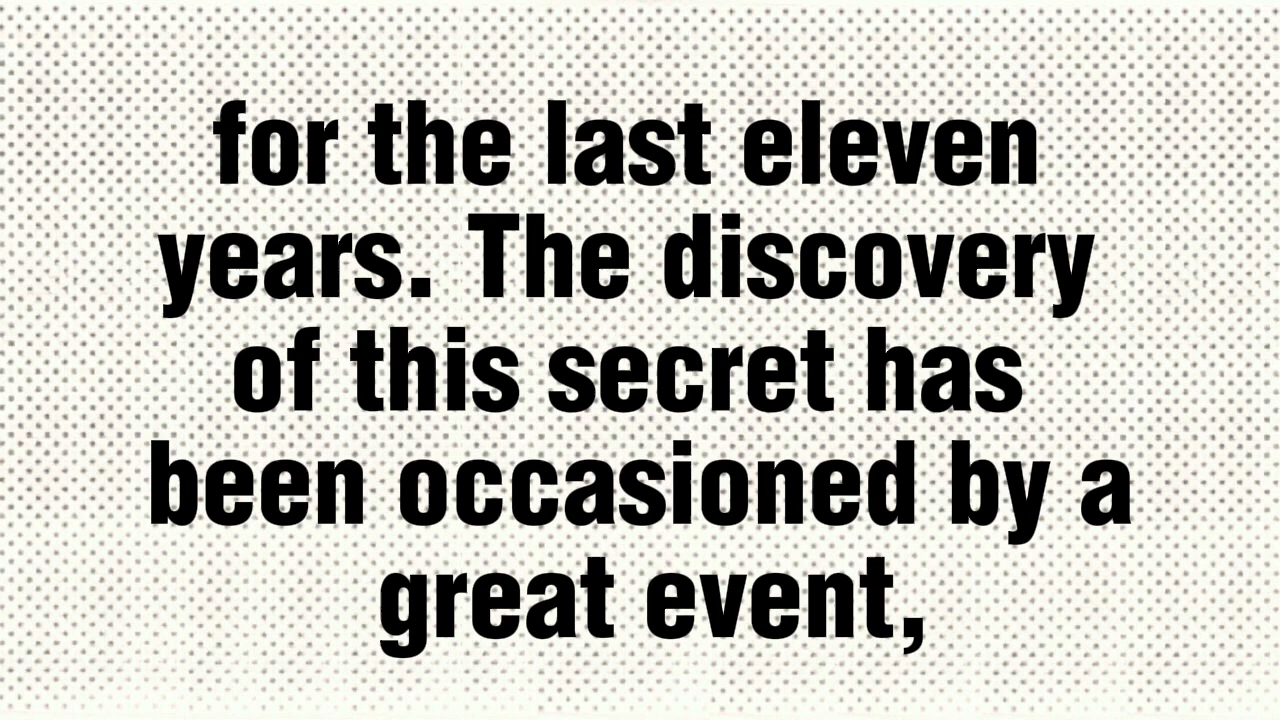 for the last eleven
years. The discovery
of this secret has
been occasioned by a
great event,